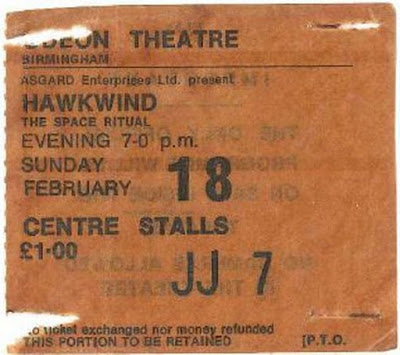 ODEON THEATRE
BIRMINGHAM
ASGARD Enterprises Ltd. present
HAWKWIND
THE SPACE RITUAL
EVENING 7-0 p.m.
SUNDAY
FEBRUARY 18
CENTRE STALLS
£1·00
JJ 7
No ticket exchanged nor money refunded
THIS PORTION TO BE RETAINED [P.T.O.